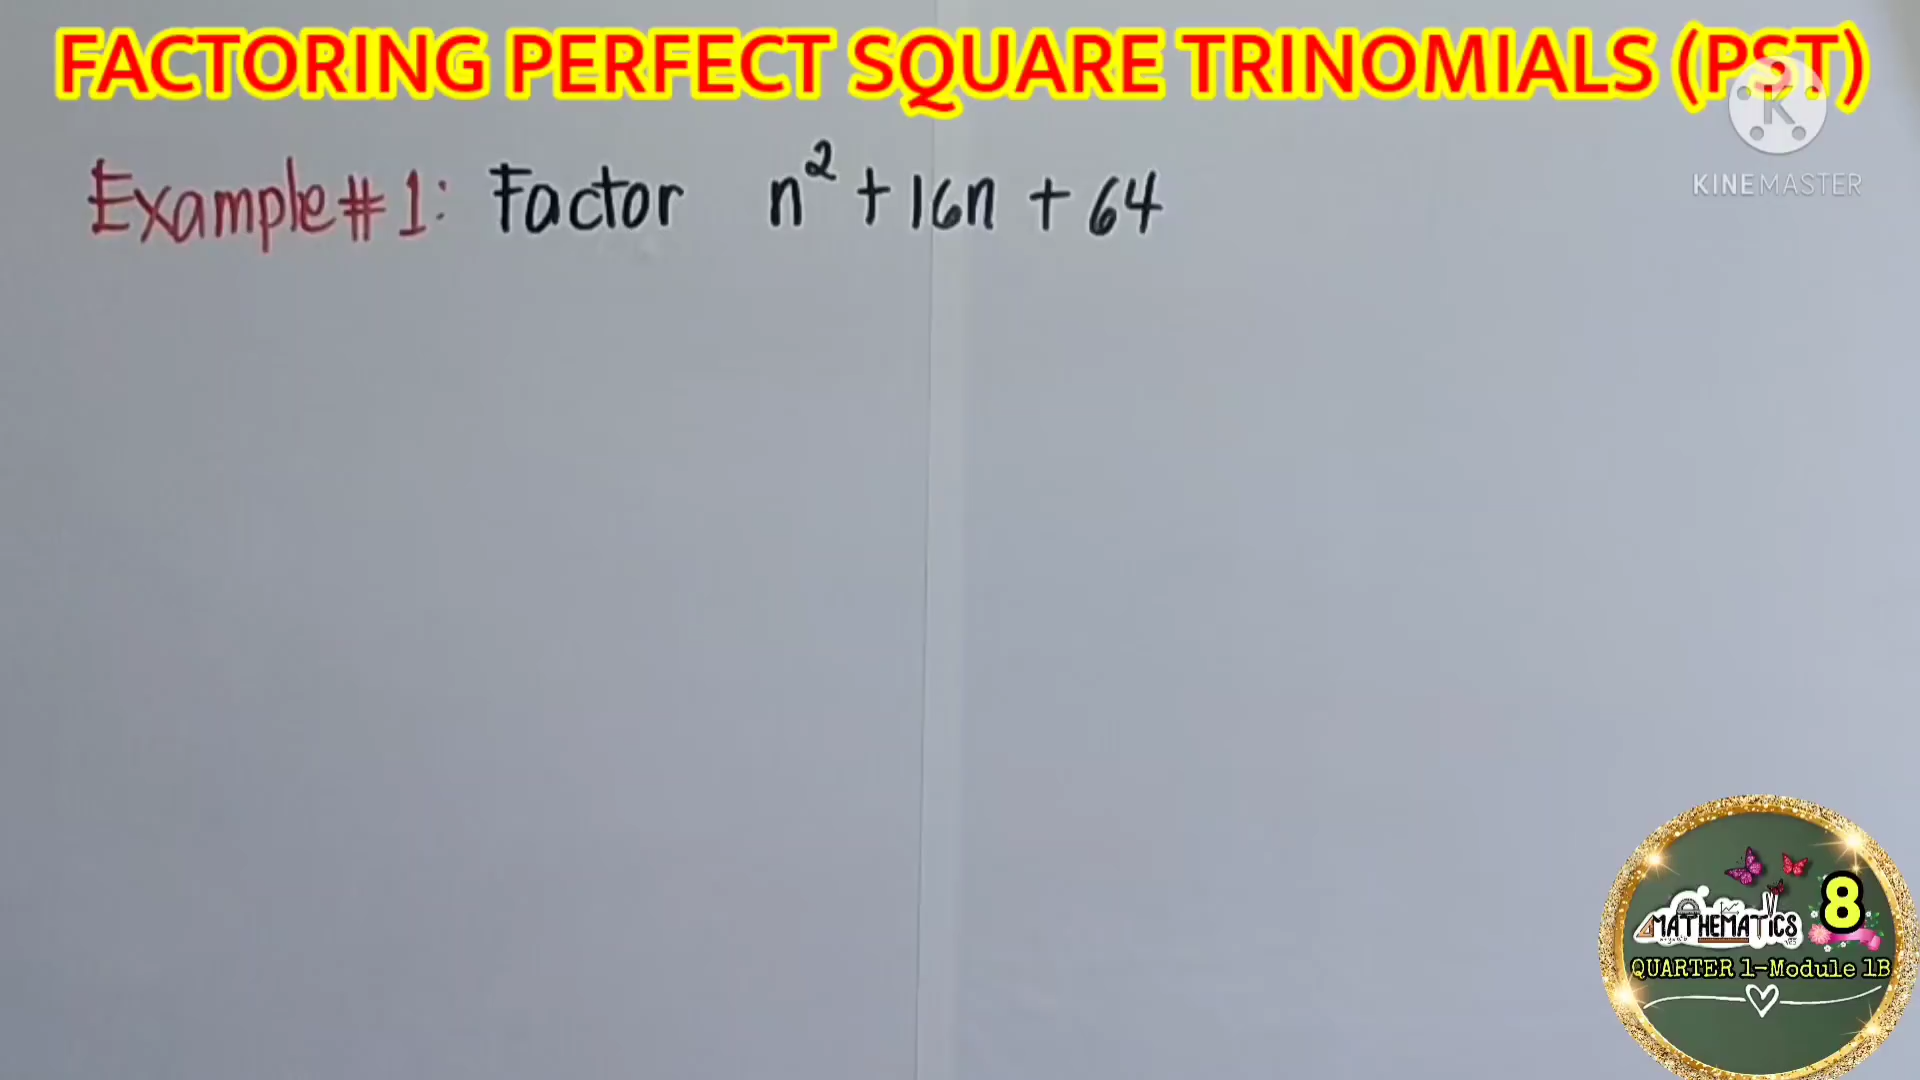 FACTORING PERFECT SQUARE TRINOMIALS (PST)
K
KINEMASTER
Example#1: Factor n² + 16n + 64
8
MATHEMATICS
QUARTER 1-Module 1B